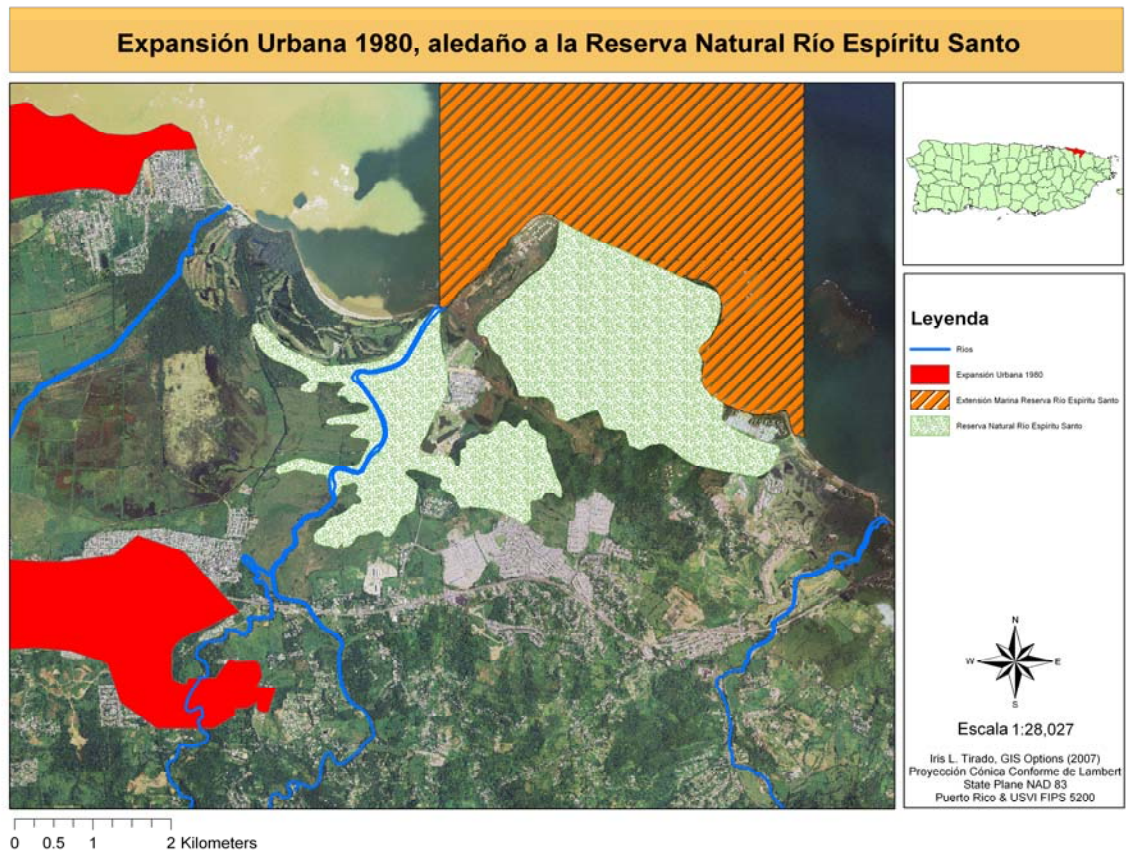 Expansión Urbana 1980, aledaño a la Reserva Natural Río Espíritu Santo
Leyenda
Ríos
Expansión Urbana 1980
Extensión Marina Reserva Río Espíritu Santo
Reserva Natural Río Espíritu Santo
N
W E
S
Escala 1:28,027
Iris L. Tirado, GIS Options (2007)
Proyección Cónica Conforme de Lambert
State Plane NAD 83
Puerto Rico & USVI FIPS 5200
0 0.5 1 2 Kilometers